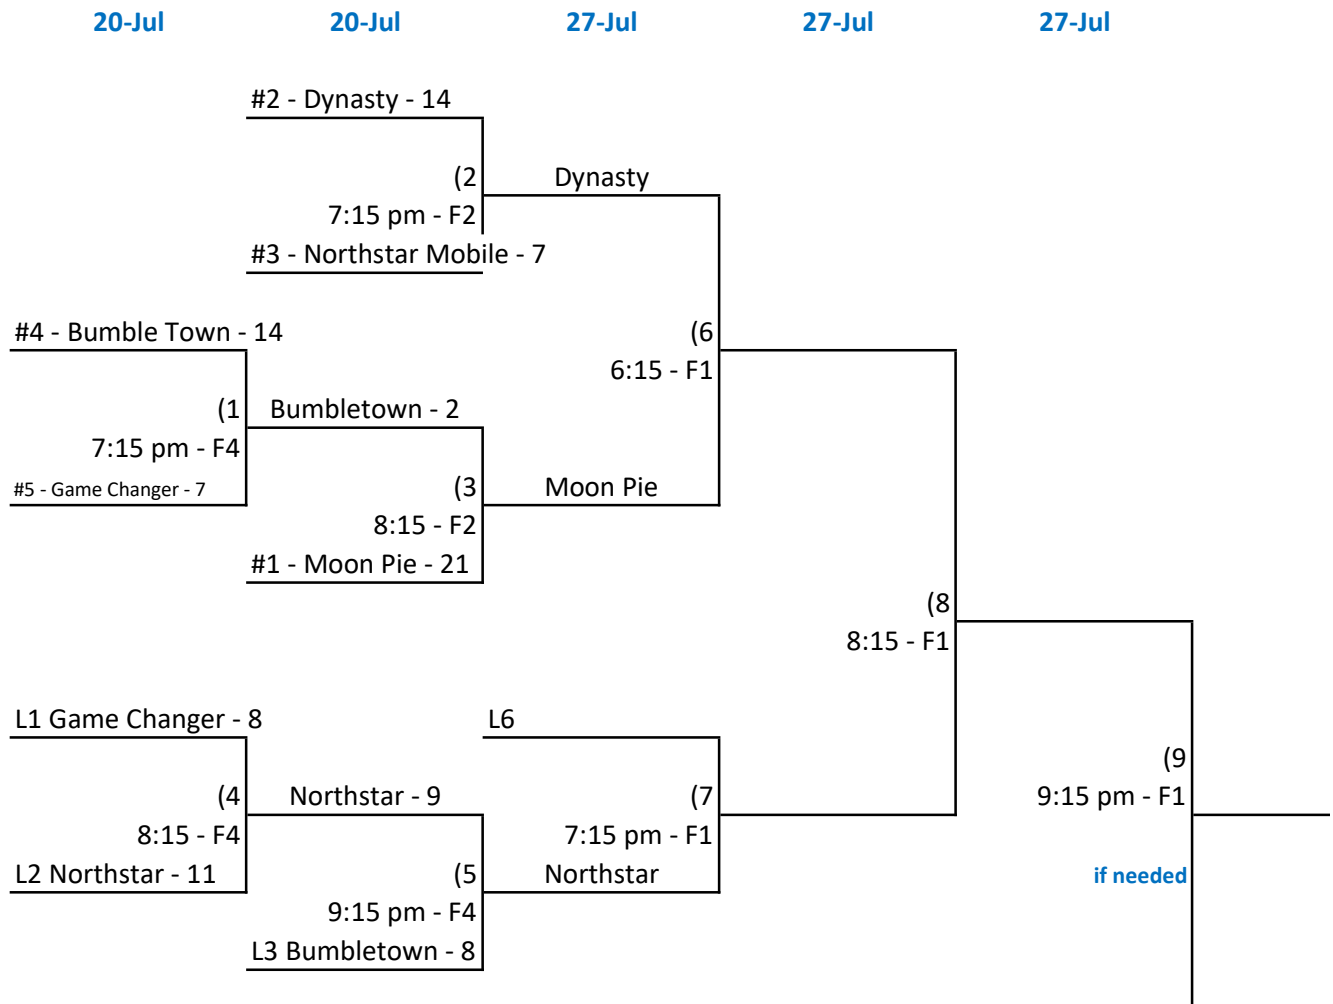 20-Jul 20-Jul 27-Jul 27-Jul 27-Jul
#2 - Dynasty - 14
(2 Dynasty
7:15 pm - F2
#3 - Northstar Mobile - 7
#4 - Bumble Town - 14 (6
6:15 - F1
(1 Bumbletown - 2
7:15 pm - F4
#5 - Game Changer - 7 (3 Moon Pie
8:15 - F2
#1 - Moon Pie - 21
(8
8:15 - F1
L1 Game Changer - 8 L6
(9
(4 Northstar - 9 (7 9:15 pm - F1
8:15 - F4 7:15 pm - F1
L2 Northstar - 11 (5 Northstar if needed
9:15 pm - F4
L3 Bumbletown - 8